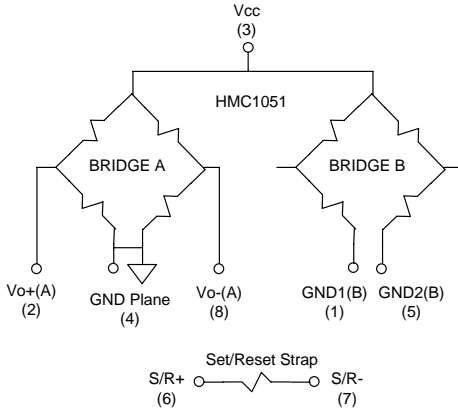 Vcc
(3)
HMC1051
BRIDGE A
BRIDGE B
Vo+(A)
(2)
GND Plane
(4)
Vo-(A)
(8)
GND1(B)
(1)
GND2(B)
(5)
Set/Reset Strap
S/R+
(6)
S/R-
(7)